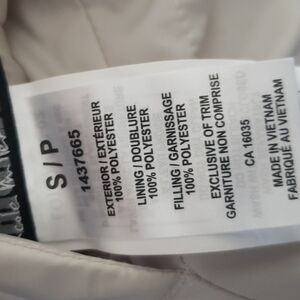 S / P
1437665
EXTERIOR / EXTÉRIEUR
100% POLYESTER
LINING / DOUBLURE
100% POLYESTER
FILLING / GARNISSAGE
100% POLYESTER
EXCLUSIVE OF TRIM
GARNITURE NON COMPRISE
CA 16035
MADE IN VIETNAM
FABRIQUÉ AU VIETNAM